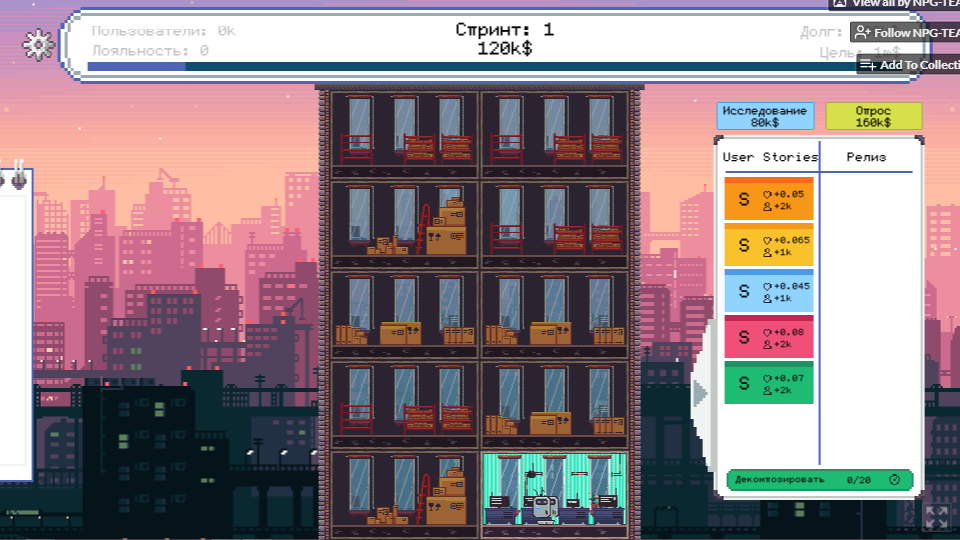 View all by NPG-TEA
Follow NPG-TEA
Add To Collecti
Пользователи: 0k
Лояльность: 0
Спринт: 1
120k$
Долг:
Цель: 1m$
Исследование
80k$
Опрос
160k$
User Stories
Релиз
S
+0.05
+2k
S
+0.065
+1k
S
+0.045
+1k
S
+0.08
+2k
S
+0.07
+2k
Декомпозировать 0/20